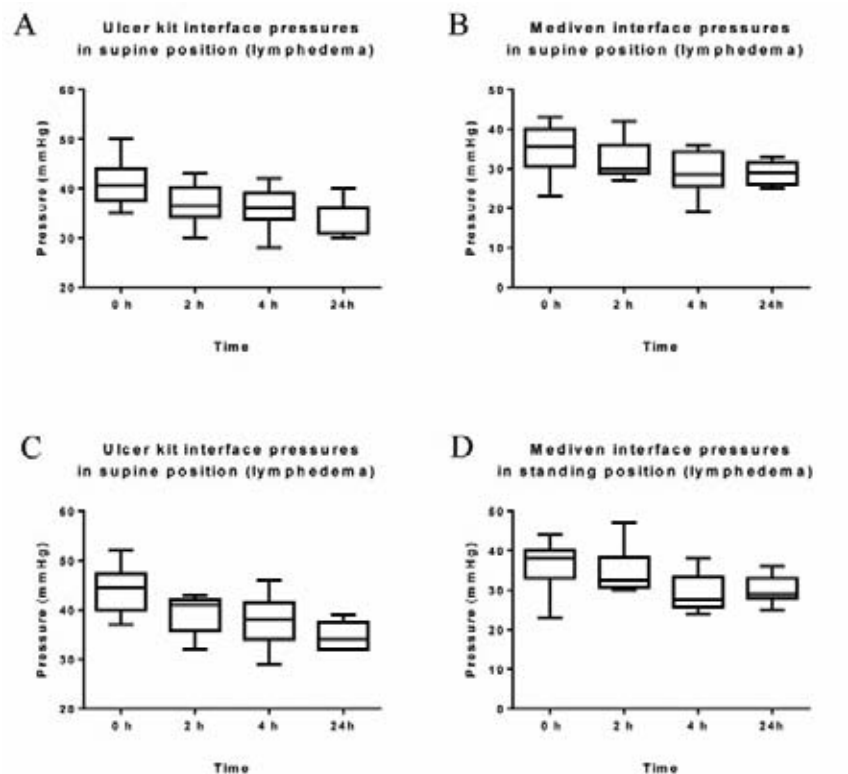 A
Ulcer kit interface pressures
in supine position (lymphedema)
Pressure (mmHg)
60
50
40
30
20
0 h
2 h
4 h
24h
Time
B
Mediven interface pressures
in supine position (lymphedema)
Pressure (mmHg)
50
40
30
20
10
0
0 h
2 h
4 h
24h
Time
C
Ulcer kit interface pressures
in supine position (lymphedema)
Pressure (mmHg)
60
50
40
30
20
0 h
2 h
4 h
24h
Time
D
Mediven interface pressures
in standing position (lymphedema)
Pressure (mmHg)
50
40
30
20
10
0
0 h
2 h
4 h
24h
Time